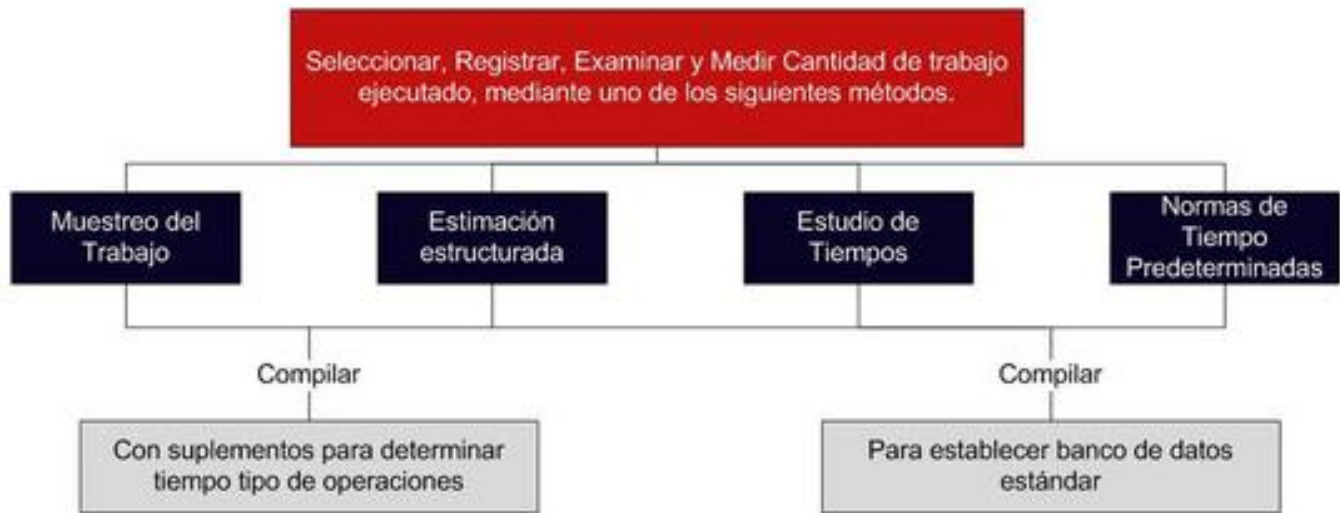 Seleccionar, Registrar, Examinar y Medir Cantidad de trabajo
ejecutado, mediante uno de los siguientes métodos.
Muestreo del
Trabajo
Estimación
estructurada
Estudio de
Tiempos
Normas de
Tiempo
Predeterminadas
Compilar
Compilar
Con suplementos para determinar
tiempo tipo de operaciones
Para establecer banco de datos
estándar